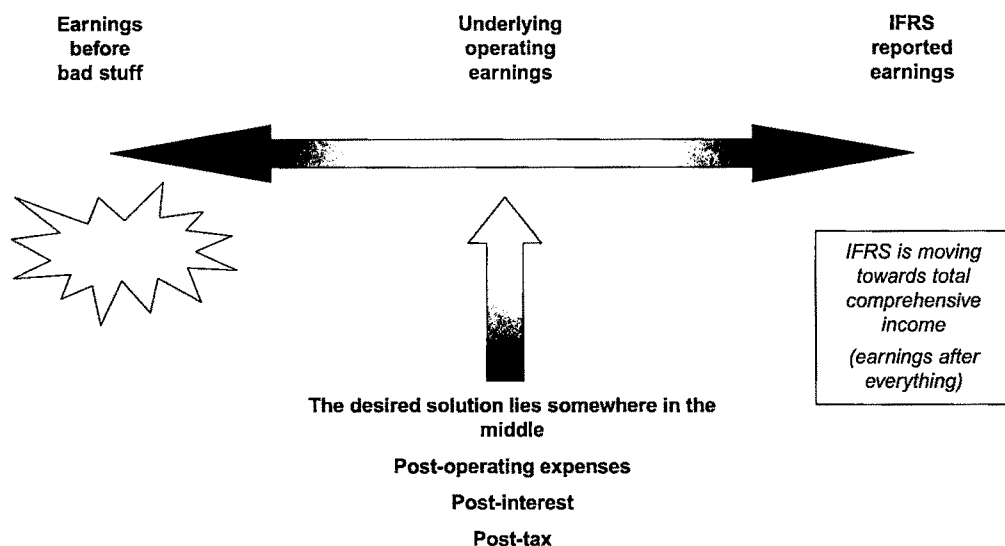 Earnings
before
bad stuff
Underlying
operating
earnings
IFRS
reported
earnings
IFRS is moving
towards total
comprehensive
income
(earnings after
everything)
The desired solution lies somewhere in the
middle
Post-operating expenses
Post-interest
Post-tax